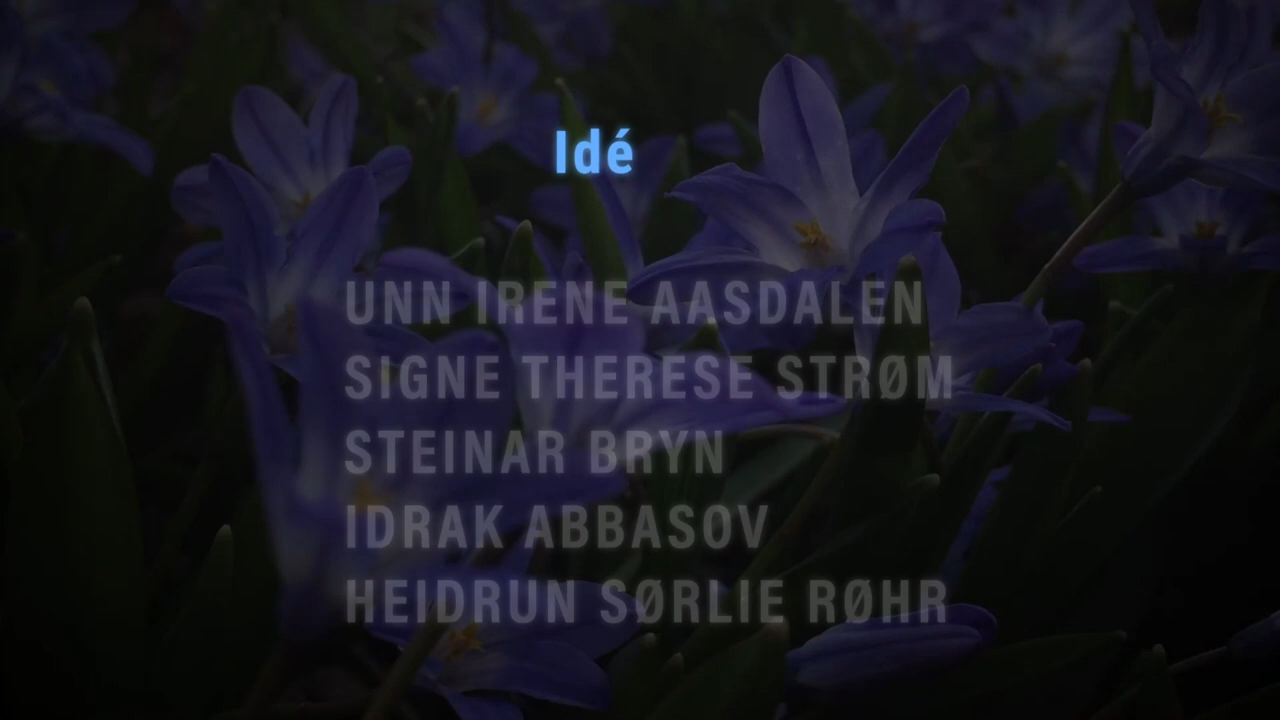 Idé
UNN IRENE AASDALEN
SIGNE THERESE STRØM
STEINAR BRYN
IDRAK ABBASOV
HEIDRUN SØRLIE RØHR